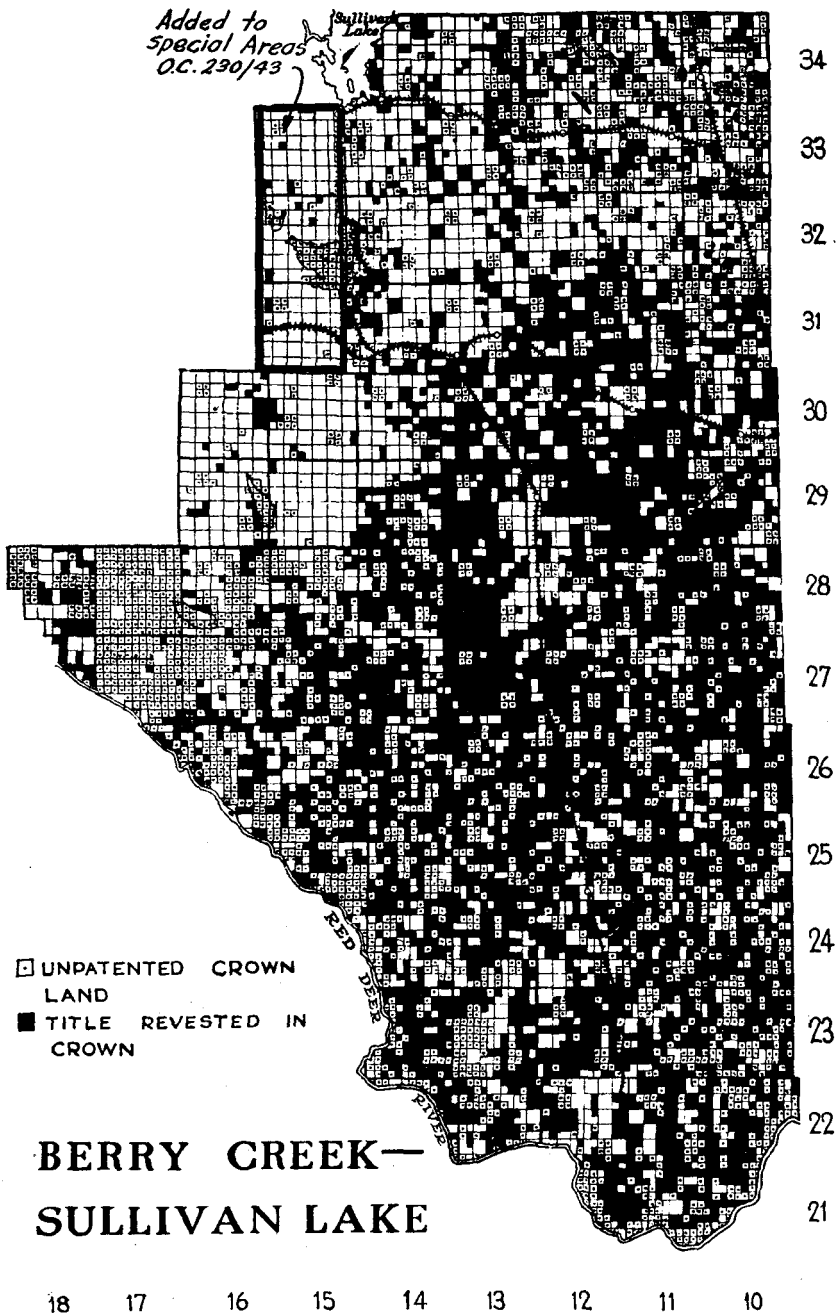 Added to
Special Areas
O.C. 230/43
Sullivan
Lake
34
33
32
31
30
29
28
27
26
25
24
23
22
21
RED DEER RIVER
⊡ UNPATENTED CROWN
LAND
■ TITLE REVESTED IN
CROWN
BERRY CREEK—
SULLIVAN LAKE
18 17 16 15 14 13 12 11 10